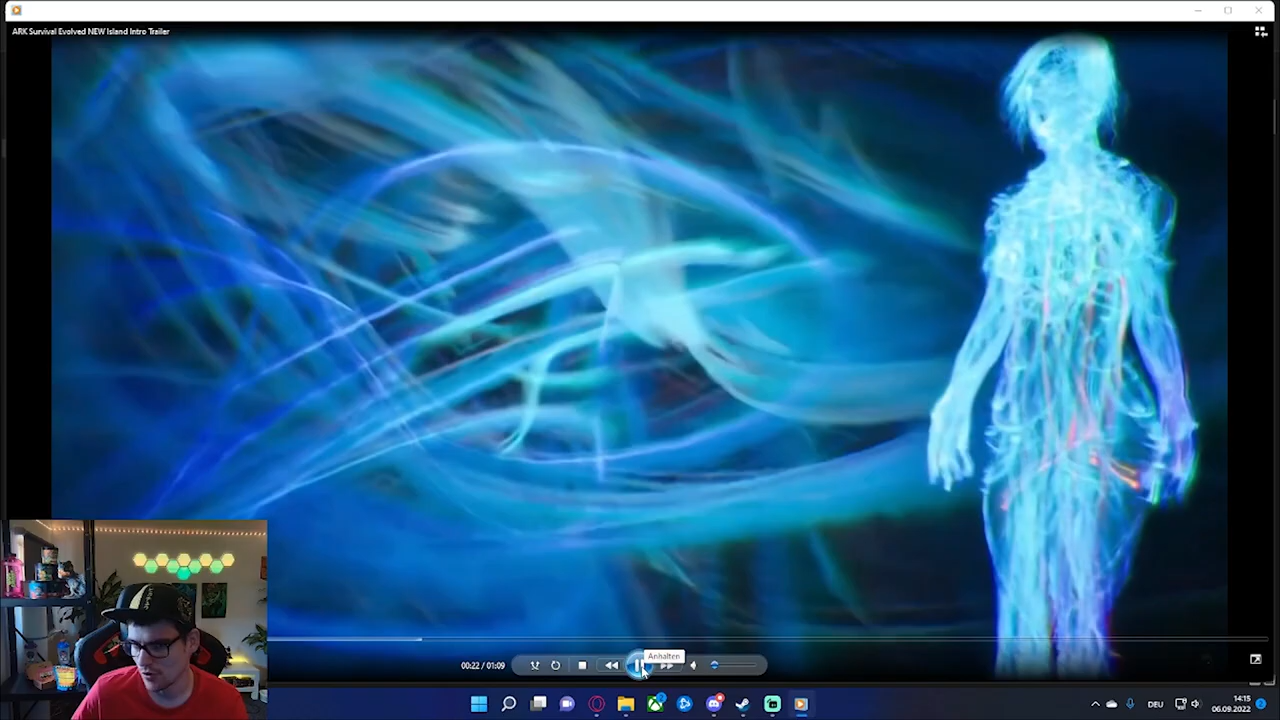 ARK Survival Evolved NEW Island Intro Trailer
00:22 / 01:09
Anhalten
DEU
14:15
06.09.2022